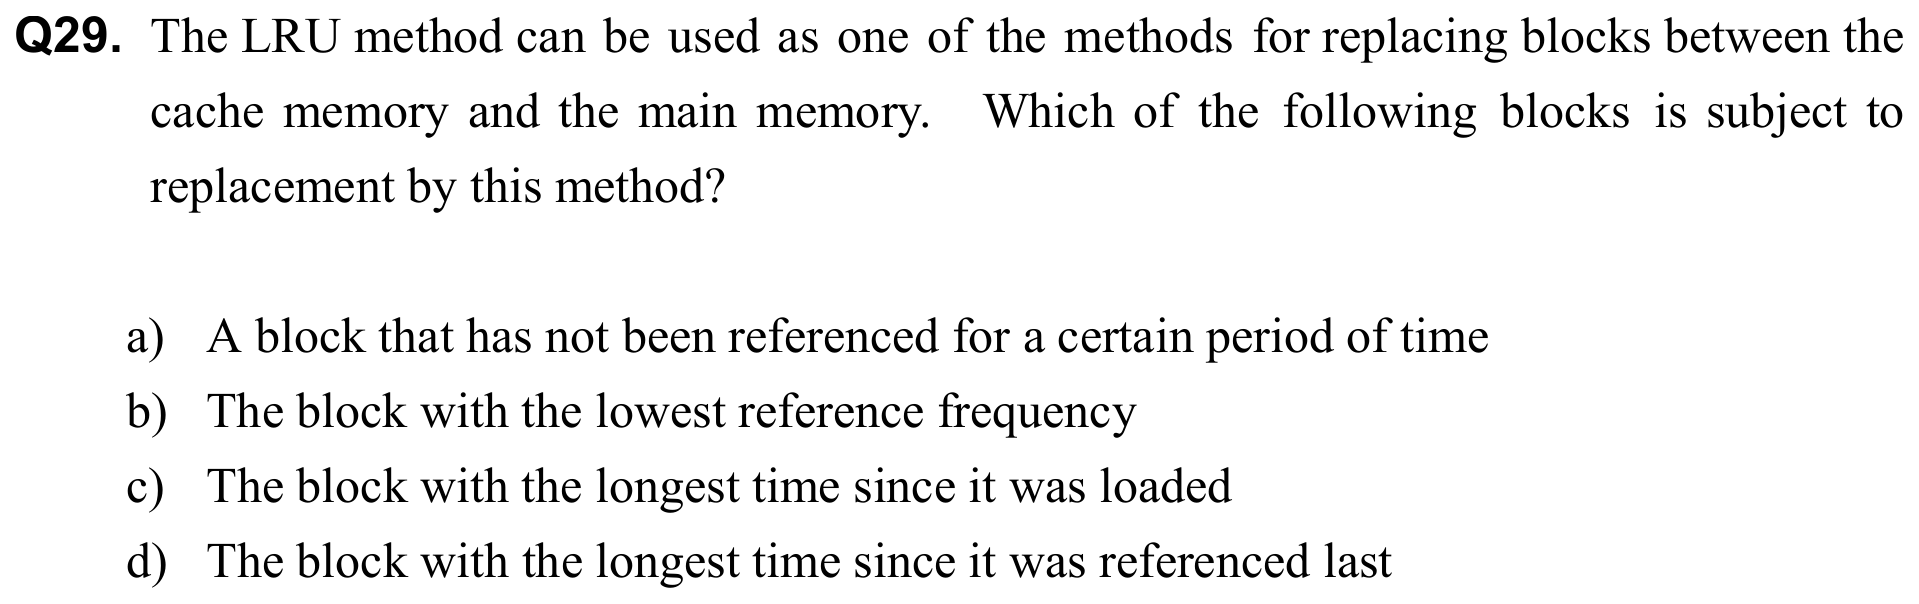 Q29. The LRU method can be used as one of the methods for replacing blocks between the
cache memory and the main memory. Which of the following blocks is subject to
replacement by this method?
a) A block that has not been referenced for a certain period of time
b) The block with the lowest reference frequency
c) The block with the longest time since it was loaded
d) The block with the longest time since it was referenced last